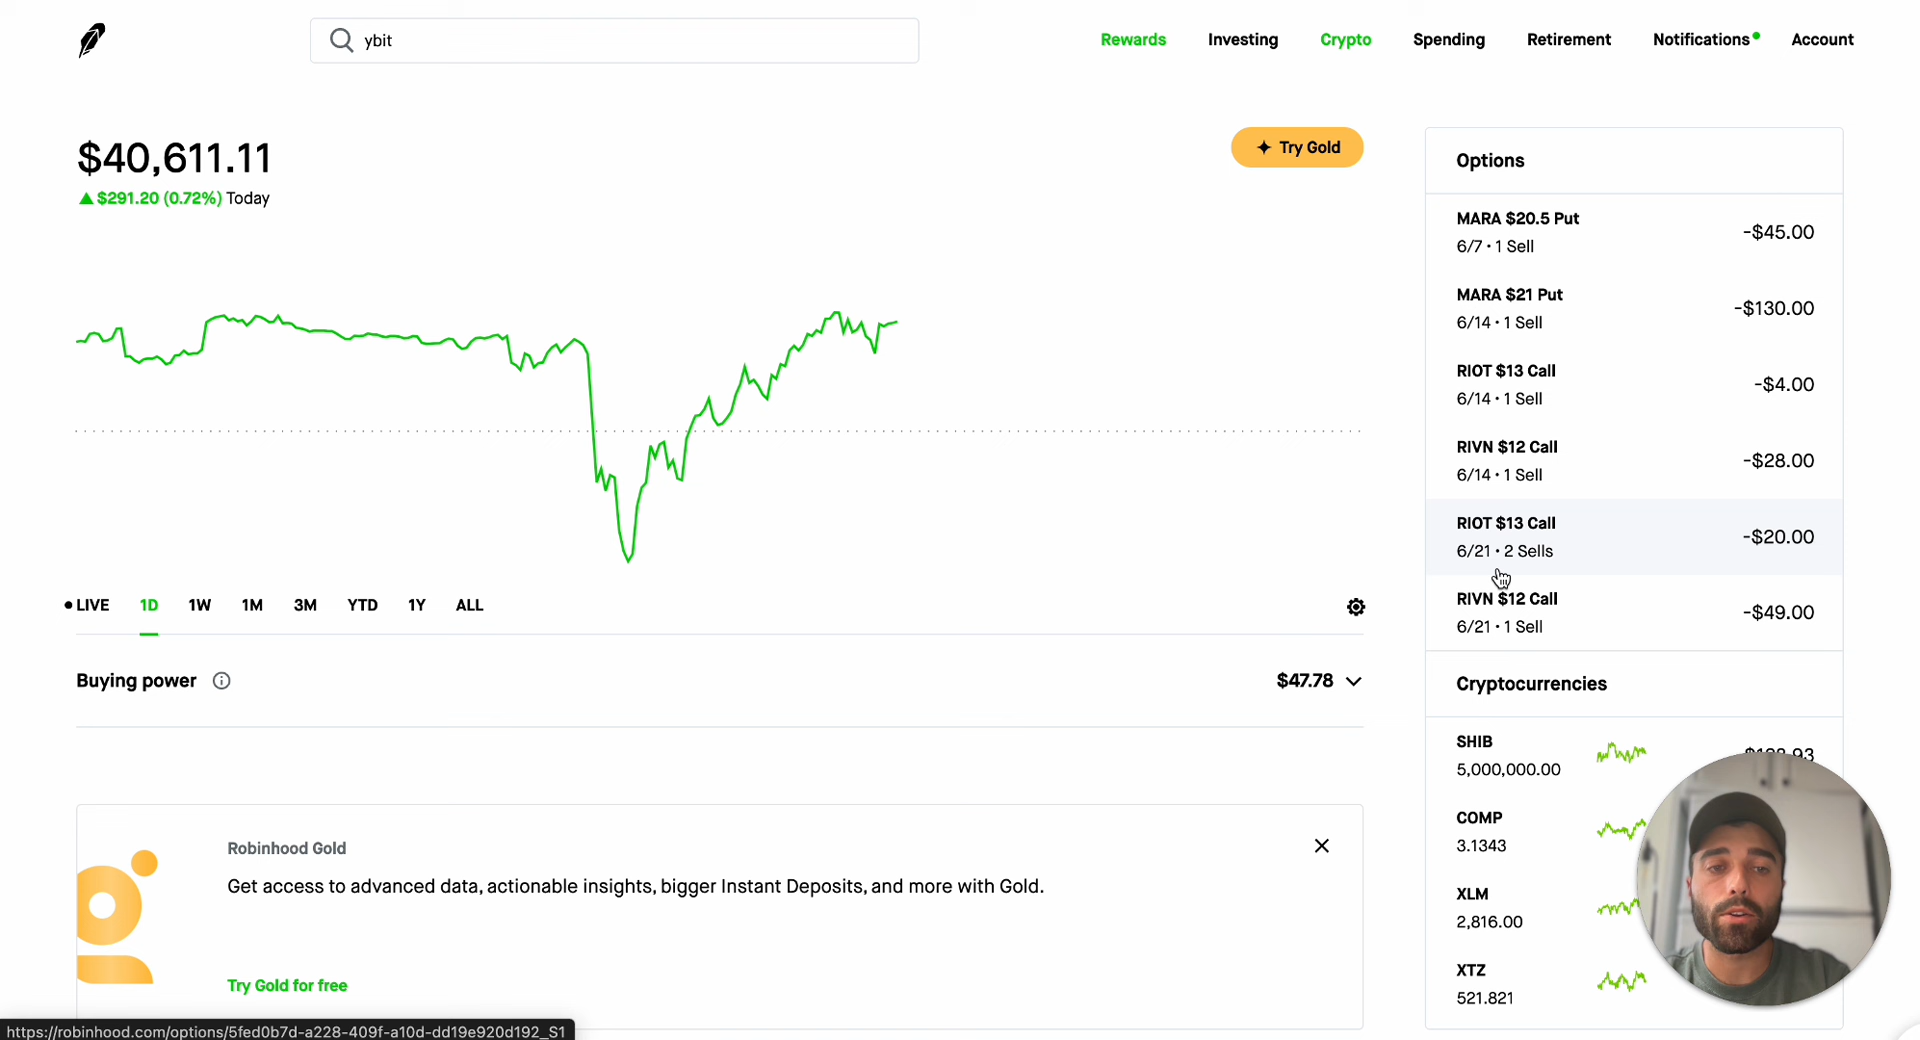 ybit
Rewards
Investing
Crypto
Spending
Retirement
Notifications
Account
$40,611.11
$291.20 (0.72%) Today
Try Gold
LIVE
1D
1W
1M
3M
YTD
1Y
ALL
Buying power
$47.78
Robinhood Gold
Get access to advanced data, actionable insights, bigger Instant Deposits, and more with Gold.
Try Gold for free
Options
MARA $20.5 Put
6/7 • 1 Sell
-$45.00
MARA $21 Put
6/14 • 1 Sell
-$130.00
RIOT $13 Call
6/14 • 1 Sell
-$4.00
RIVN $12 Call
6/14 • 1 Sell
-$28.00
RIOT $13 Call
6/21 • 2 Sells
-$20.00
RIVN $12 Call
6/21 • 1 Sell
-$49.00
Cryptocurrencies
SHIB
5,000,000.00
COMP
3.1343
XLM
2,816.00
XTZ
521.821
https://robinhood.com/options/5fed0b7d-a228-409f-a10d-dd19e920d192_S1